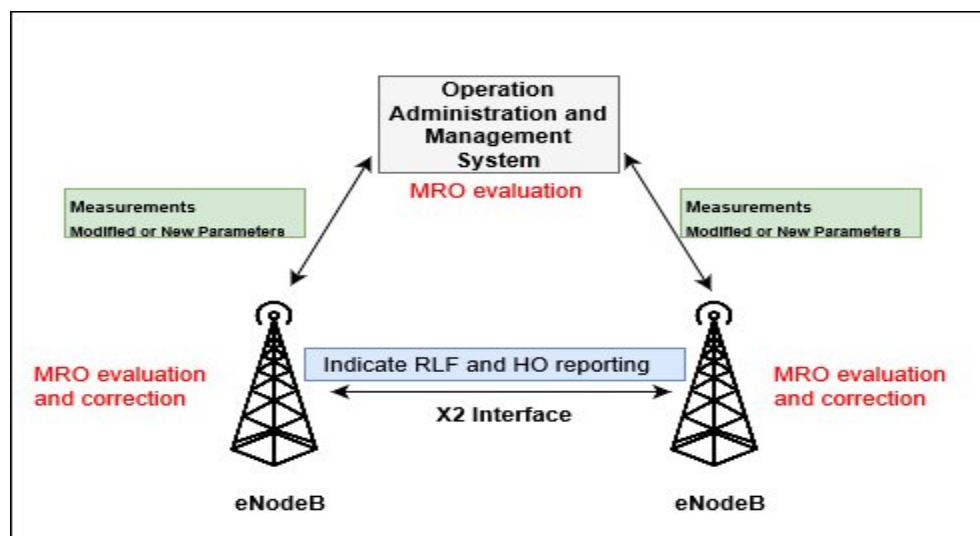 Operation
Administration and
Management
System
MRO evaluation
Measurements
Modified or New Parameters
Measurements
Modified or New Parameters
Indicate RLF and HO reporting
MRO evaluation
and correction
MRO evaluation
and correction
X2 Interface
eNodeB
eNodeB